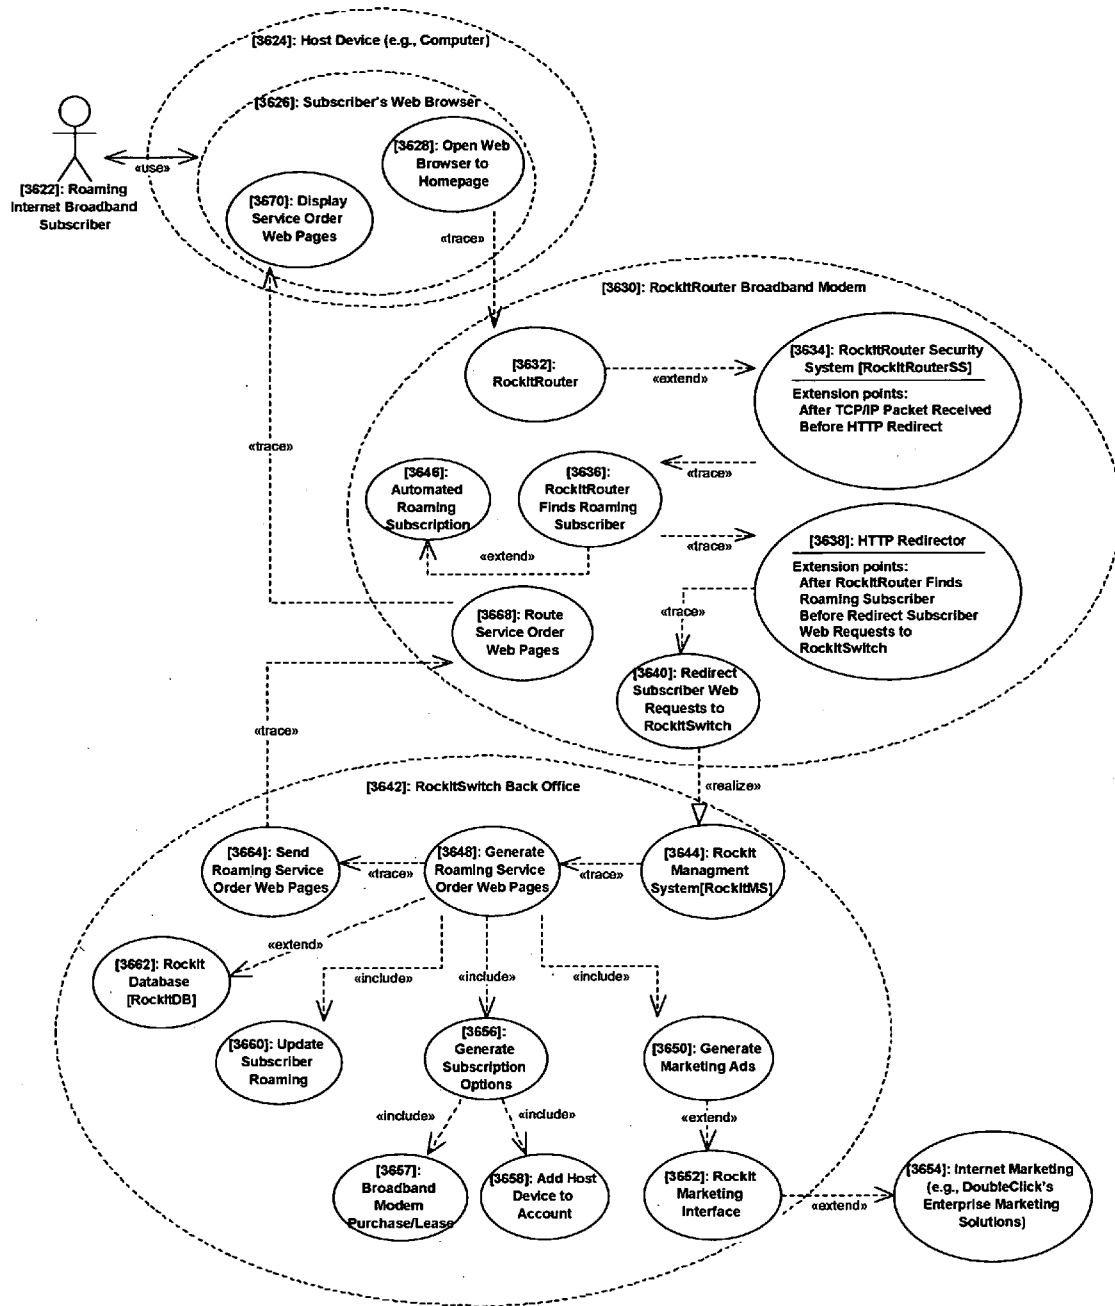 [3624]: Host Device (e.g., Computer)
[3626]: Subscriber's Web Browser
[3628]: Open Web
Browser to
Homepage
«use»
[3622]: Roaming
Internet Broadband
Subscriber
[3670]: Display
Service Order
Web Pages
«trace»
[3630]: RockItRouter Broadband Modem
[3632]:
RockItRouter
«extend»
[3634]: RockItRouter Security
System [RockItRouterSS]
Extension points:
After TCP/IP Packet Received
Before HTTP Redirect
«trace»
«trace»
[3646]:
Automated
Roaming
Subscription
[3636]:
RockItRouter
Finds Roaming
Subscriber
«trace»
«extend»
[3638]: HTTP Redirector
Extension points:
After RockItRouter Finds
Roaming Subscriber
Before Redirect Subscriber
Web Requests to
RockItSwitch
«trace»
[3668]: Route
Service Order
Web Pages
[3640]: Redirect
Subscriber Web
Requests to
RockItSwitch
«trace»
«realize»
[3642]: RockItSwitch Back Office
[3664]: Send
Roaming Service
Order Web Pages
«trace»
[3648]: Generate
Roaming Service
Order Web Pages
«trace»
[3644]: RockIt
Managment
System[RockItMS]
«extend»
[3662]: RockIt
Database
[RockItDB]
«include»
«include»
«include»
[3660]: Update
Subscriber
Roaming
[3656]:
Generate
Subscription
Options
[3650]: Generate
Marketing Ads
«include»
«include»
«extend»
[3657]:
Broadband
Modem
Purchase/Lease
[3658]: Add Host
Device to
Account
[3652]: RockIt
Marketing
Interface
«extend»
[3654]: Internet Marketing
(e.g., DoubleClick's
Enterprise Marketing
Solutions)